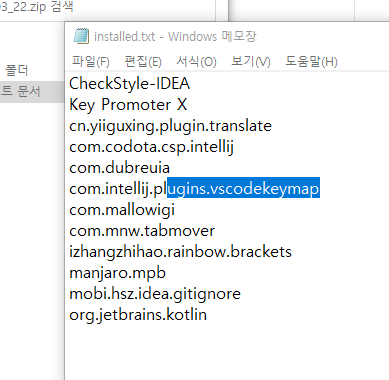 03_22.zip 검색
폴더
트 문서
installed.txt - Windows 메모장
파일(F) 편집(E) 서식(O) 보기(V) 도움말(H)
CheckStyle-IDEA
Key Promoter X
cn.yiiguxing.plugin.translate
com.codota.csp.intellij
com.dubreuia
com.intellij.plugins.vscodekeymap
com.mallowigi
com.mnw.tabmover
izhangzhihao.rainbow.brackets
manjaro.mpb
mobi.hsz.idea.gitignore
org.jetbrains.kotlin